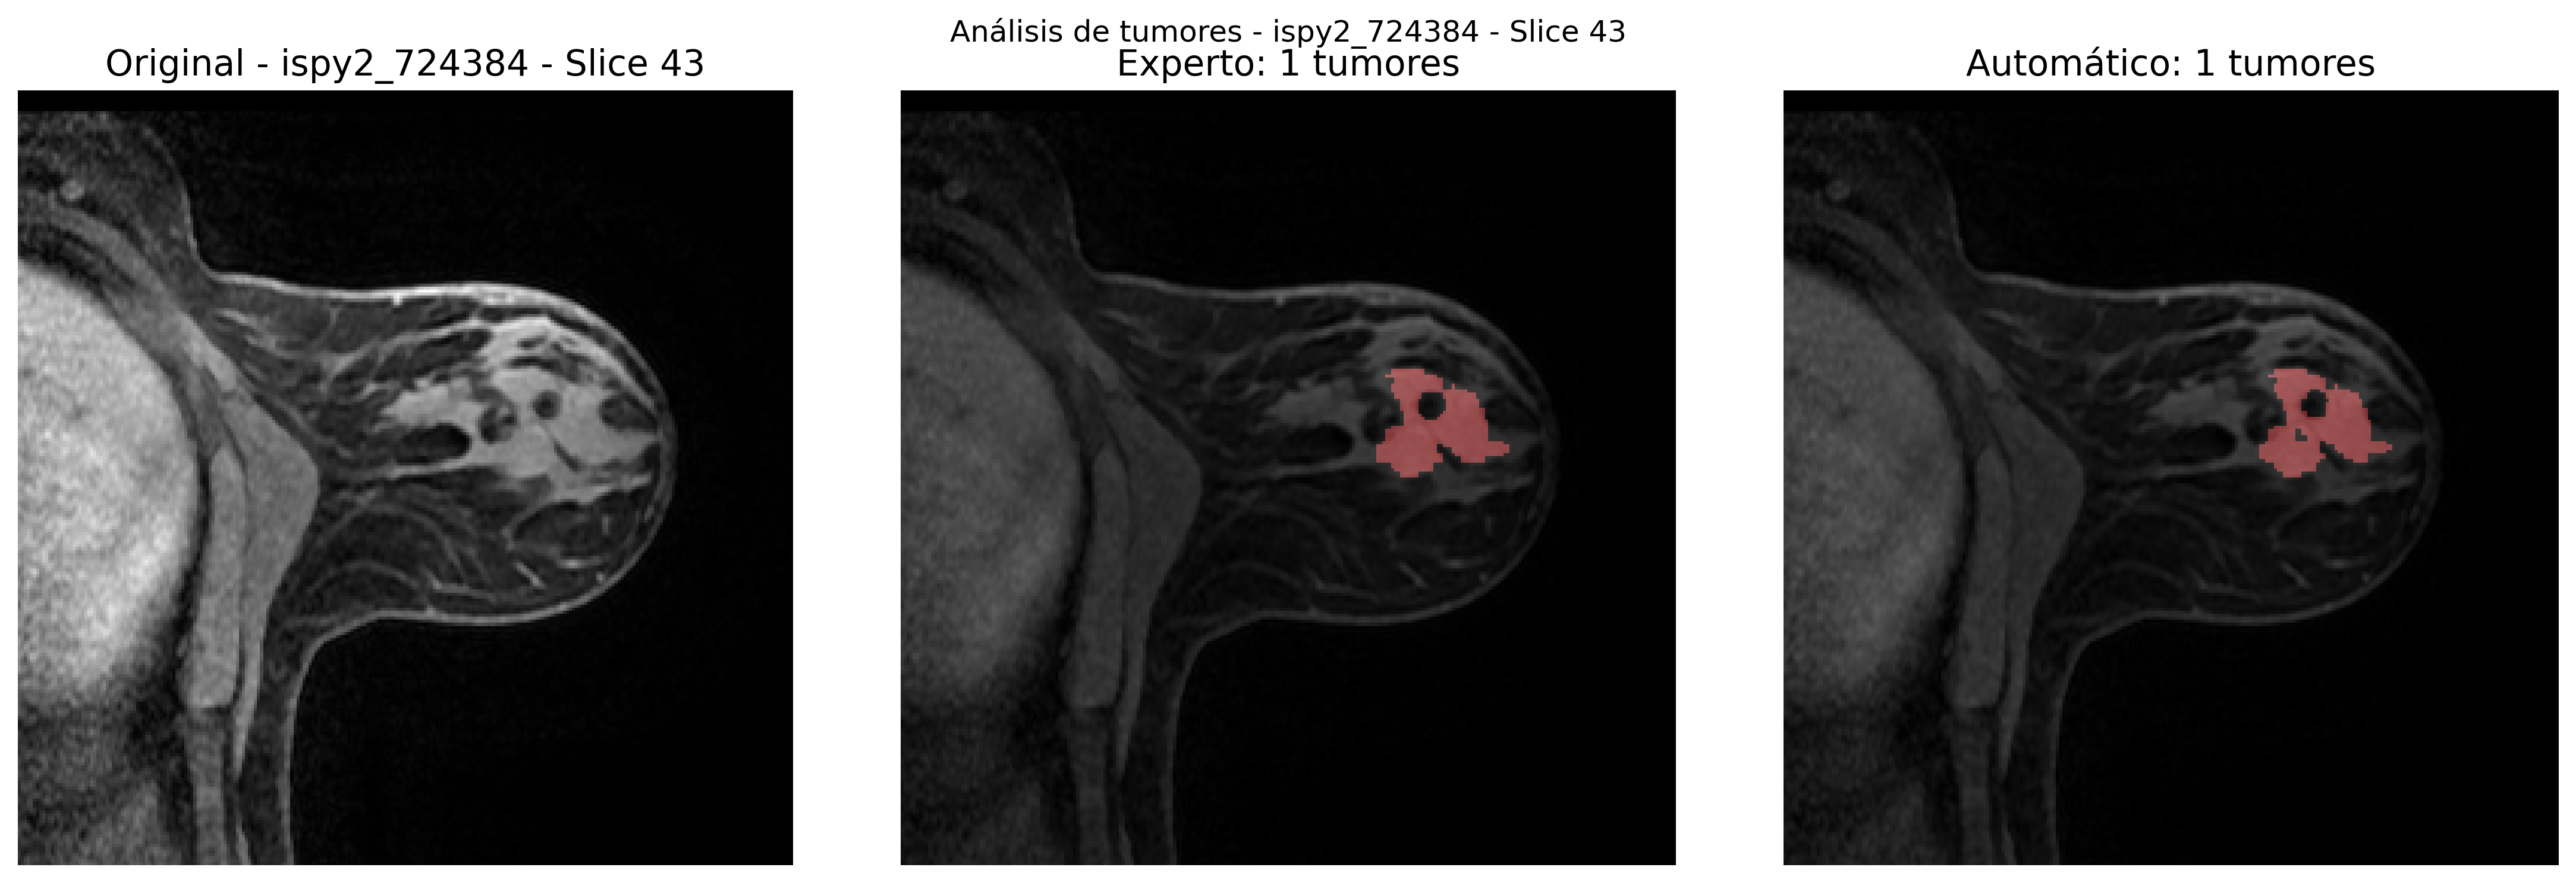 Análisis de tumores - ispy2_724384 - Slice 43
Original - ispy2_724384 - Slice 43
Experto: 1 tumores
Automático: 1 tumores